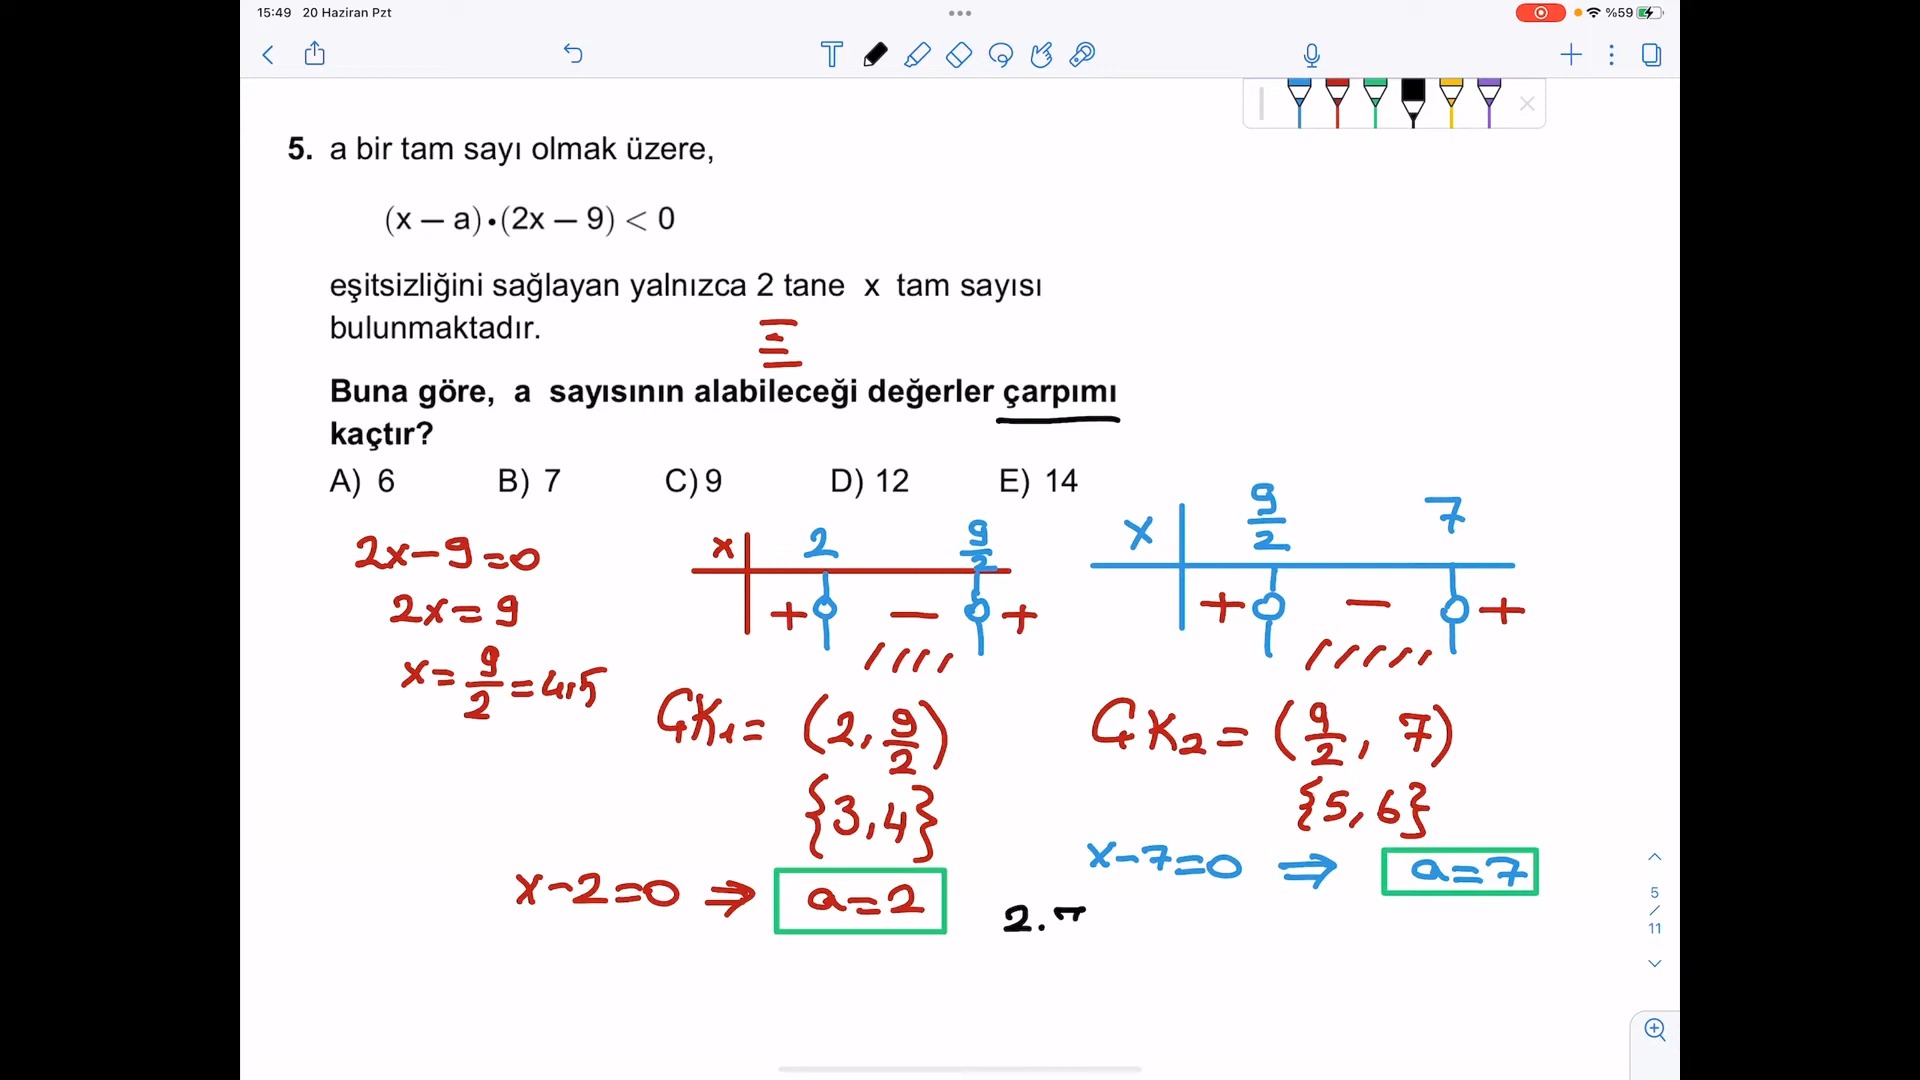 15:49 20 Haziran Pzt
%59
5. a bir tam sayı olmak üzere,
(x – a)•(2x – 9) < 0
eşitsizliğini sağlayan yalnızca 2 tane x tam sayısı
bulunmaktadır.
Buna göre, a sayısının alabileceği değerler çarpımı
kaçtır?
A) 6 B) 7 C) 9 D) 12 E) 14
2x-9=0
2x=9
x=9/2=4,5
x 2 9/2
+ - +
ÇK₁= (2, 9/2)
{3,4}
x-2=0 ⇒ a=2
x 9/2 7
+ - +
ÇK₂= (9/2, 7)
{5,6}
x-7=0 ⇒ a=7
2.
5
/
11